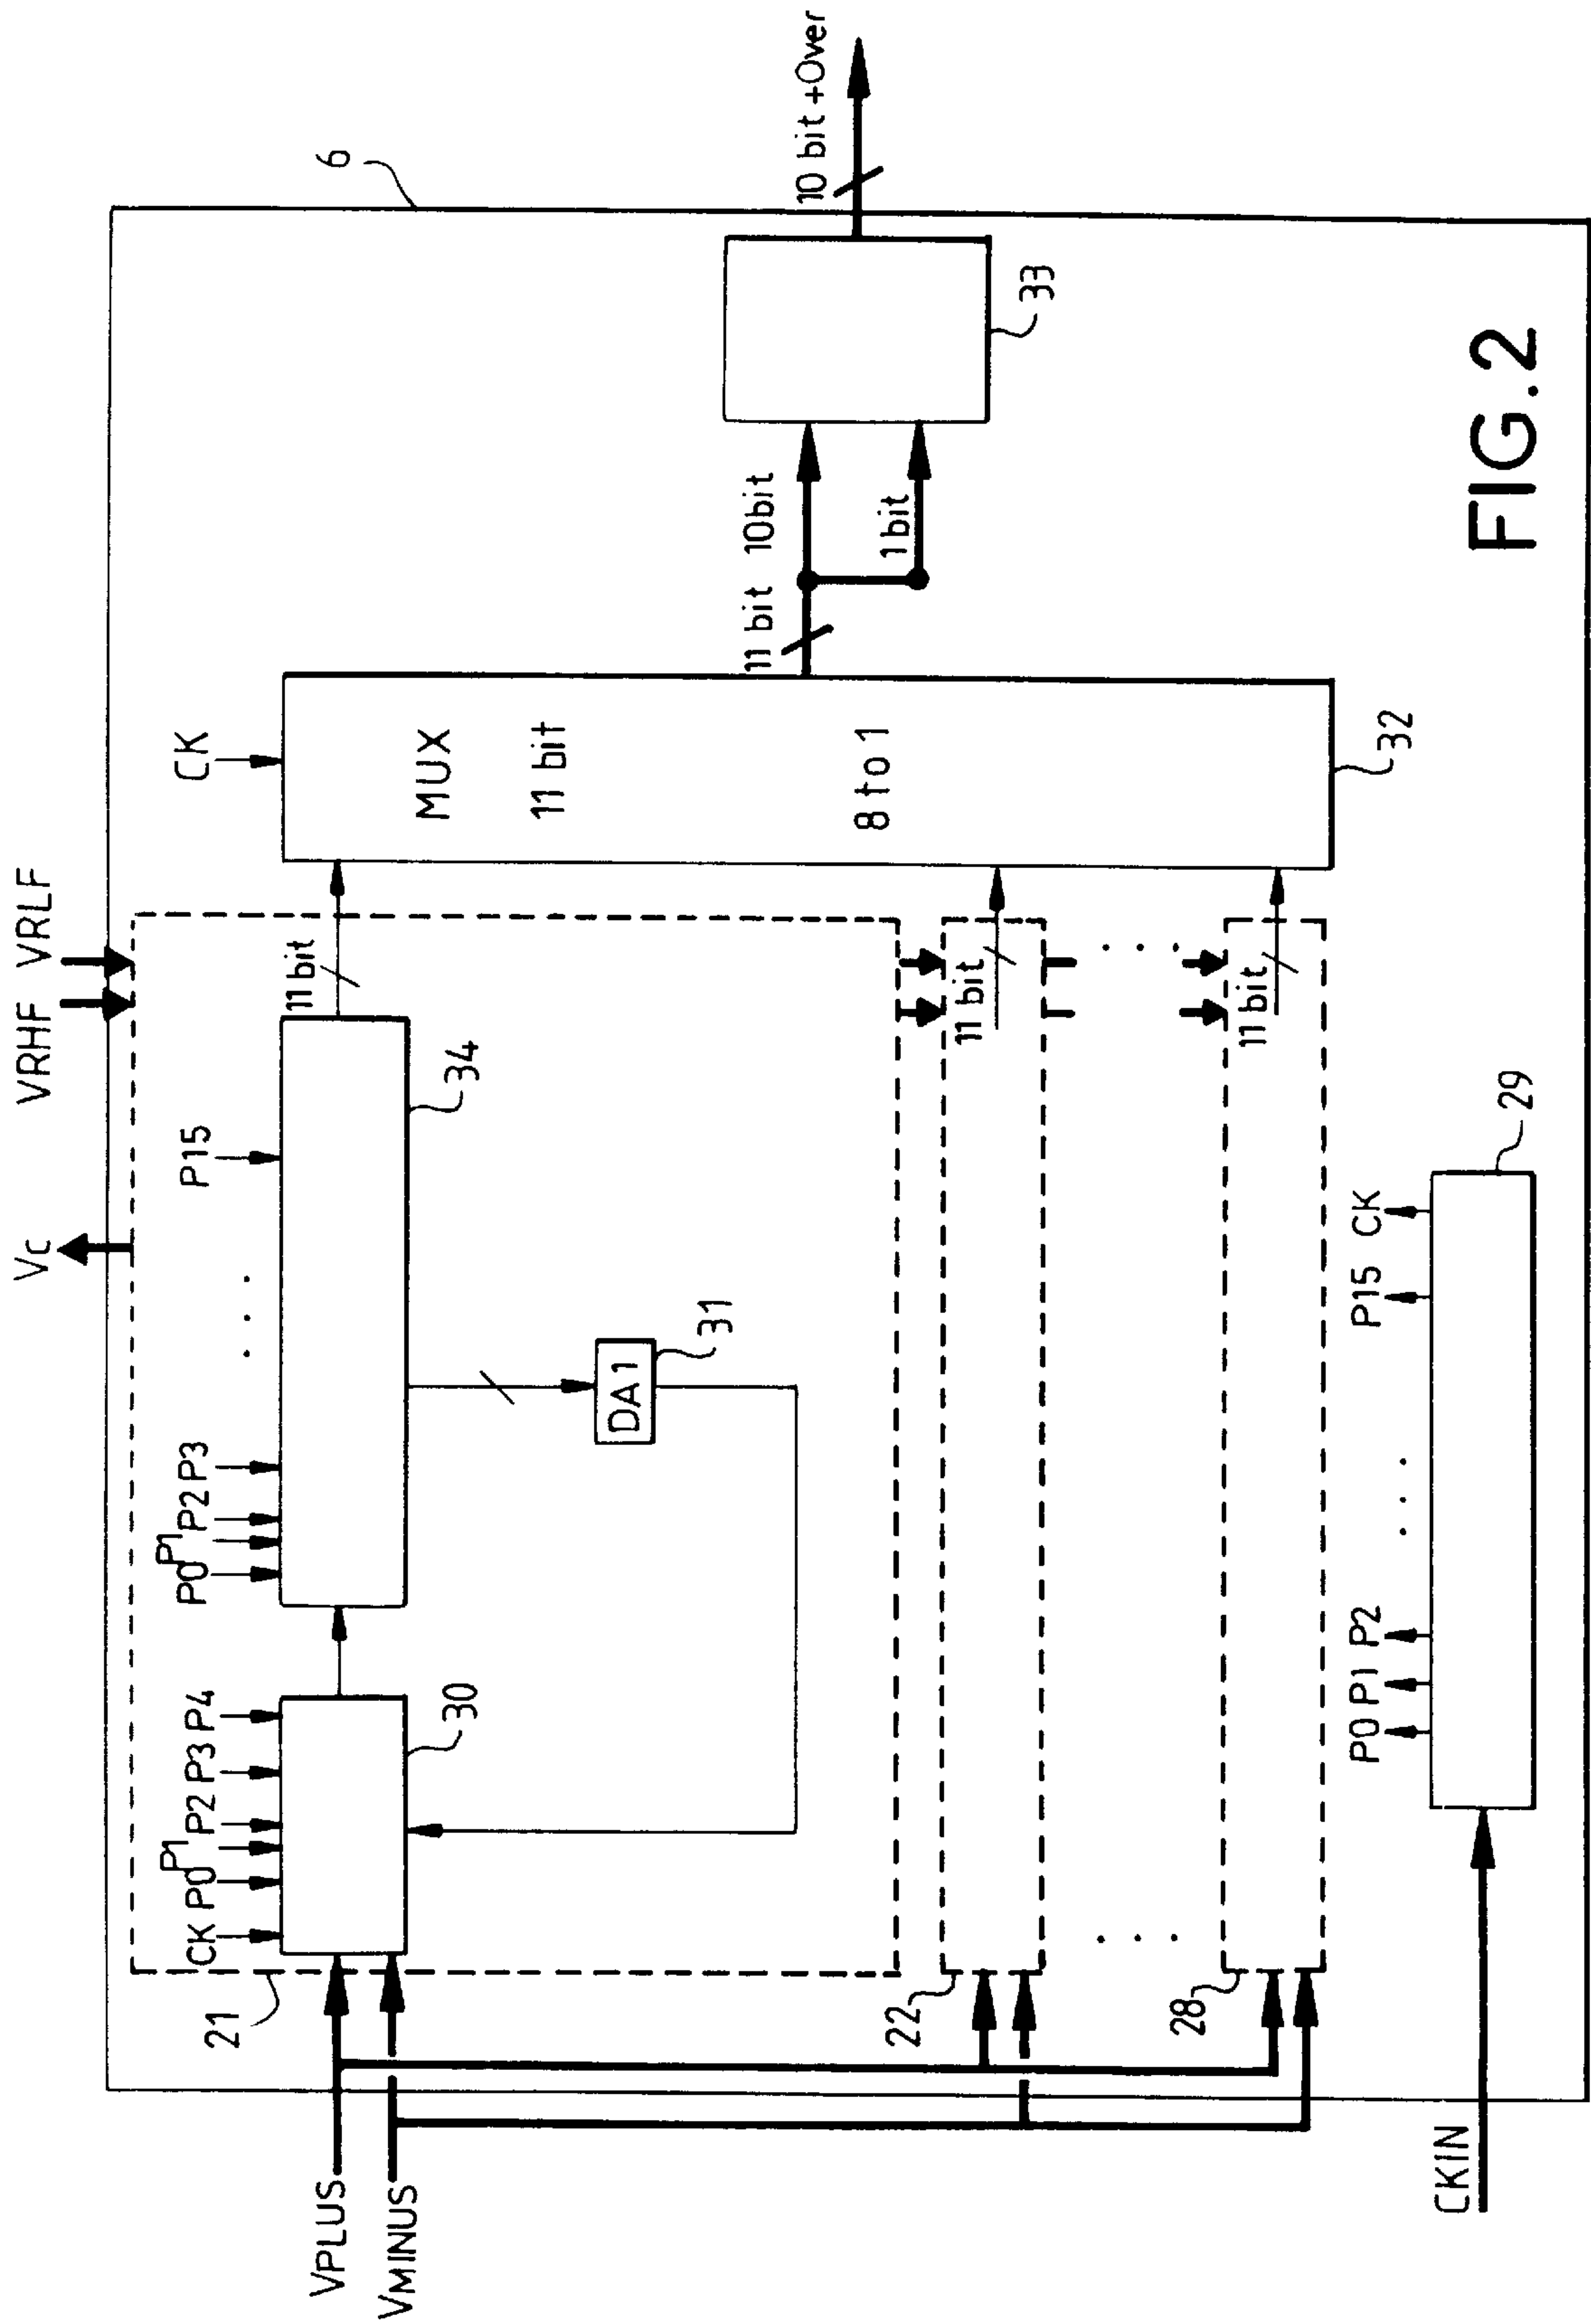 VRHF VRLF
Vc
6
CK P0 P1 P2 P3 P4
P0 P1 P2 P3 . . . P15
11 bit
CK
30
34
21
DA1
31
MUX
11 bit
8 to 1
32
11 bit 10bit
1bit
33
10 bit +Over
VPLUS
VMINUS
22
11 bit
. . .
. . .
28
11 bit
P0 P1 P2 . . . P15 CK
29
CKIN
FIG. 2